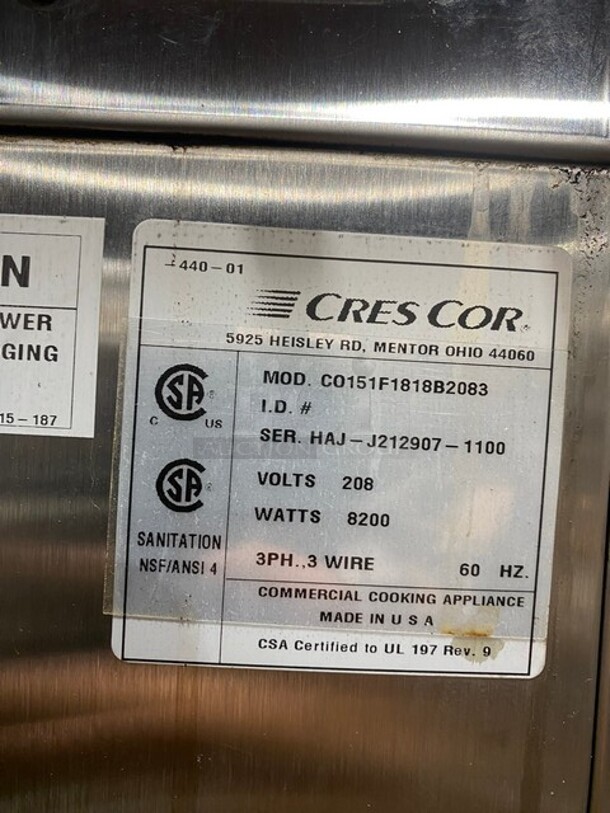 N
WER
GING
15-187
-440-01
CRES COR
5925 HEISLEY RD, MENTOR OHIO 44060
SA
C US
SA
SANITATION
NSF/ANSI 4
MOD. CO151F1818B2083
I.D. #
SER. HAJ-J212907-1100
VOLTS 208
WATTS 8200
3PH.,3 WIRE 60 HZ.
COMMERCIAL COOKING APPLIANCE
MADE IN U S A
CSA Certified to UL 197 Rev. 9